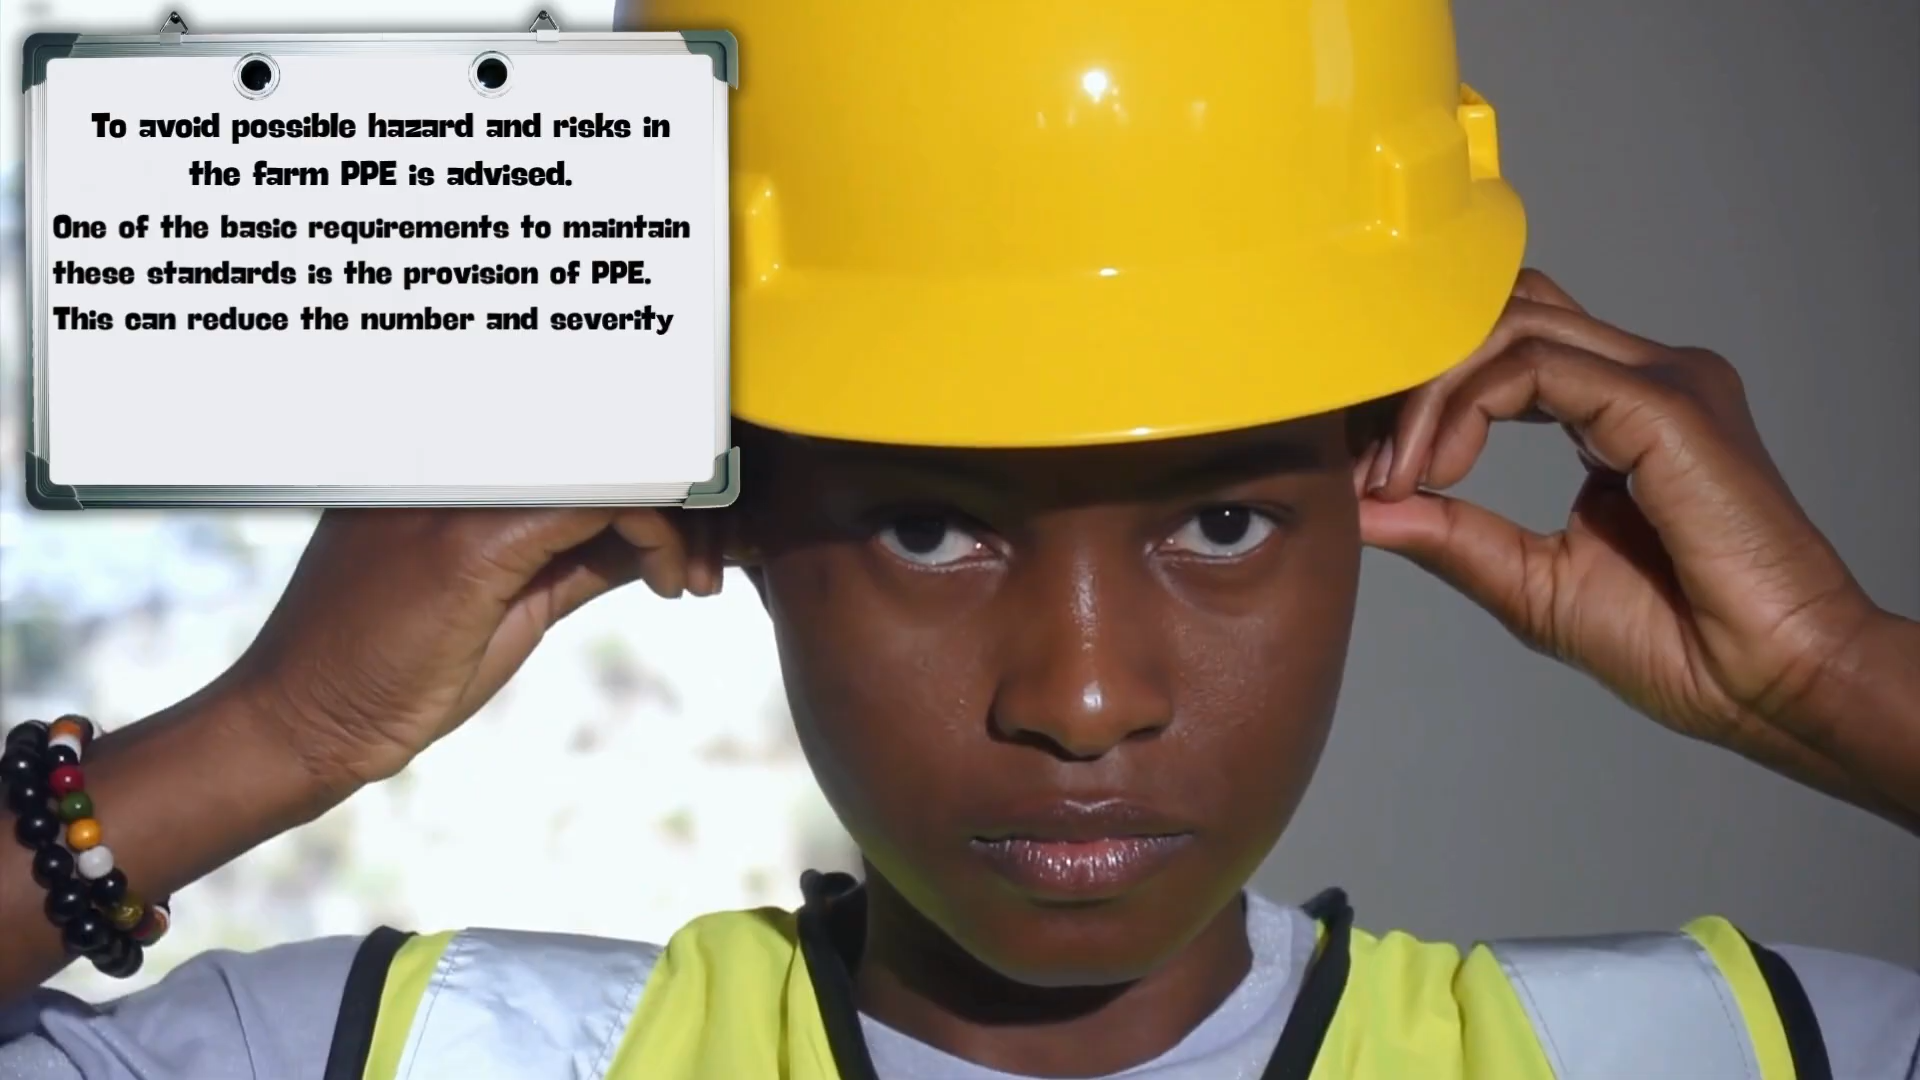 To avoid possible hazard and risks in
the farm PPE is advised.
One of the basic requirements to maintain
these standards is the provision of PPE.
This can reduce the number and severity